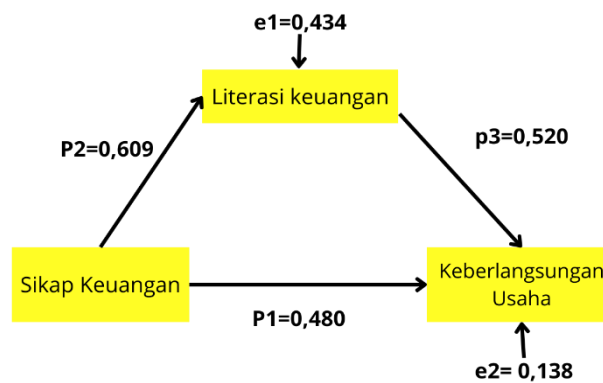 e1=0,434
Literasi keuangan
P2=0,609
p3=0,520
Sikap Keuangan
Keberlangsungan
Usaha
P1=0,480
e2= 0,138